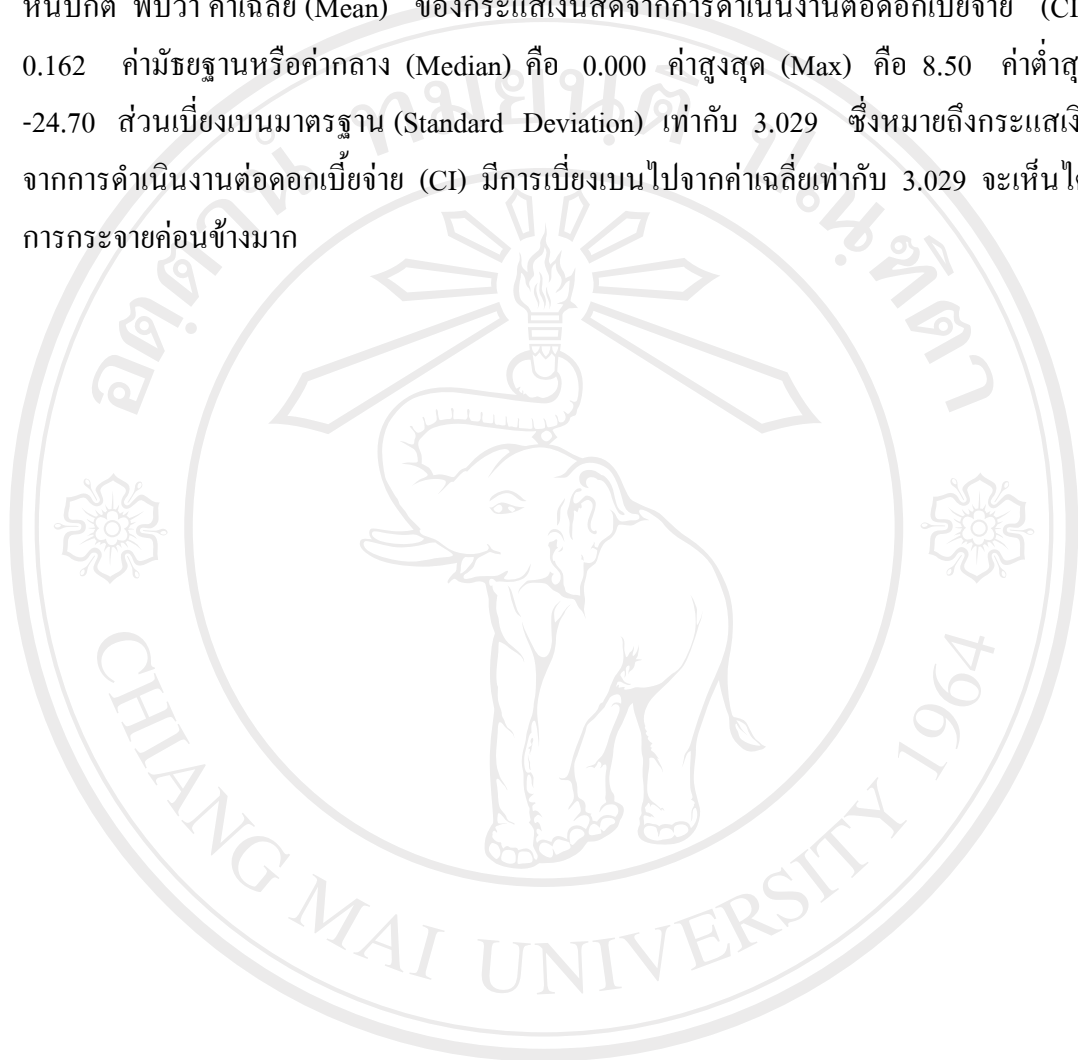 หุ้นปกติ พบว่า ค่าเฉลี่ย (Mean) ของกระแสเงินสดจากการดำเนินงานต่อดอกเบี้ยจ่าย (CI
0.162 ค่ามัธยฐานหรือค่ากลาง (Median) คือ 0.000 ค่าสูงสุด (Max) คือ 8.50 ค่าต่ำสุ
-24.70 ส่วนเบี่ยงเบนมาตรฐาน (Standard Deviation) เท่ากับ 3.029 ซึ่งหมายถึงกระแสเงิ
จากการดำเนินงานต่อดอกเบี้ยจ่าย (CI) มีการเบี่ยงเบนไปจากค่าเฉลี่ยเท่ากับ 3.029 จะเห็นได
การกระจายค่อนข้างมาก
CHIANG MAI UNIVERSITY 1964